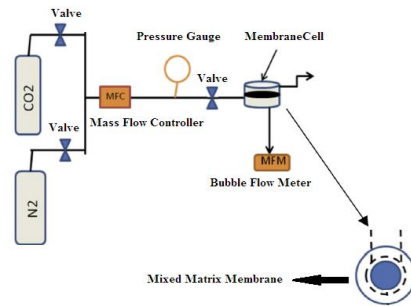 Valve
Pressure Gauge
MembraneCell
CO2
Valve
MFC
Valve
Mass Flow Controller
N2
MFM
Bubble Flow Meter
Mixed Matrix Membrane